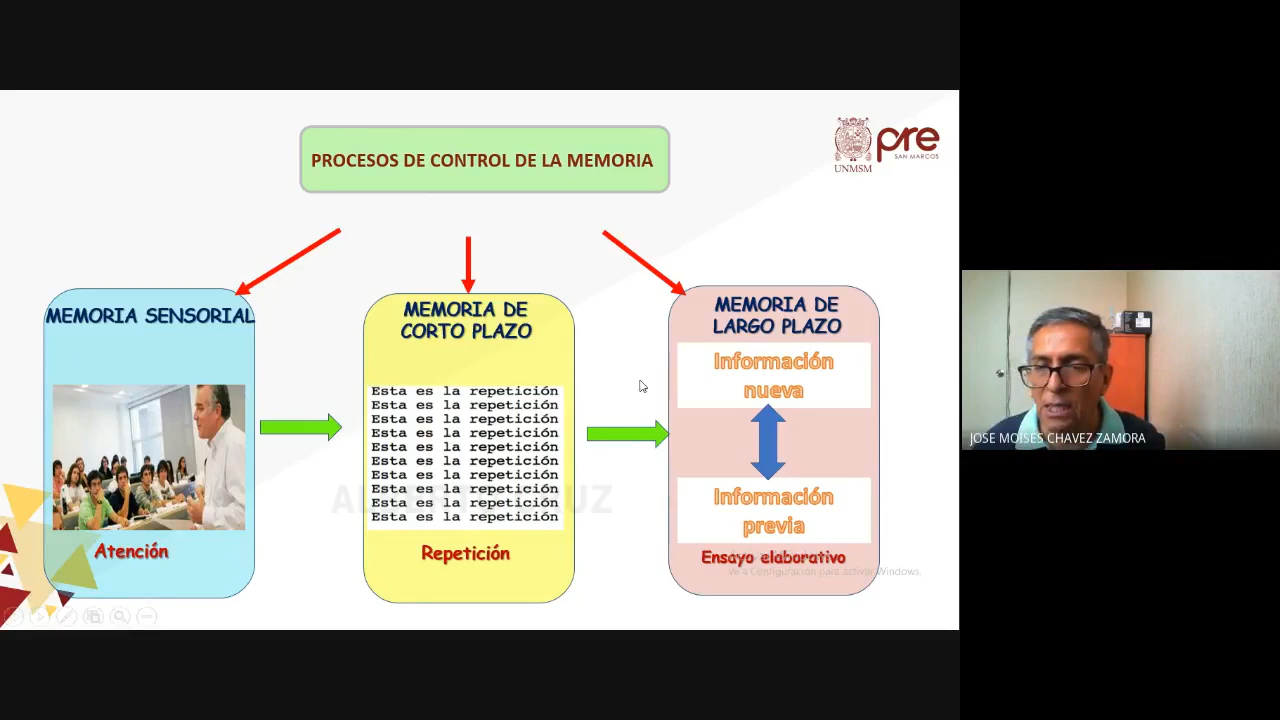 PROCESOS DE CONTROL DE LA MEMORIA
pre
SAN MARCOS
UNMSM
MEMORIA SENSORIAL
Atención
MEMORIA DE
CORTO PLAZO
Esta es la repetición
Esta es la repetición
Esta es la repetición
Esta es la repetición
Esta es la repetición
Esta es la repetición
Esta es la repetición
Esta es la repetición
Esta es la repetición
Esta es la repetición
Repetición
MEMORIA DE
LARGO PLAZO
Información
nueva
Información
previa
Ensayo elaborativo
Ve a Configuración para activar Windows.
JOSE MOISES CHAVEZ ZAMORA